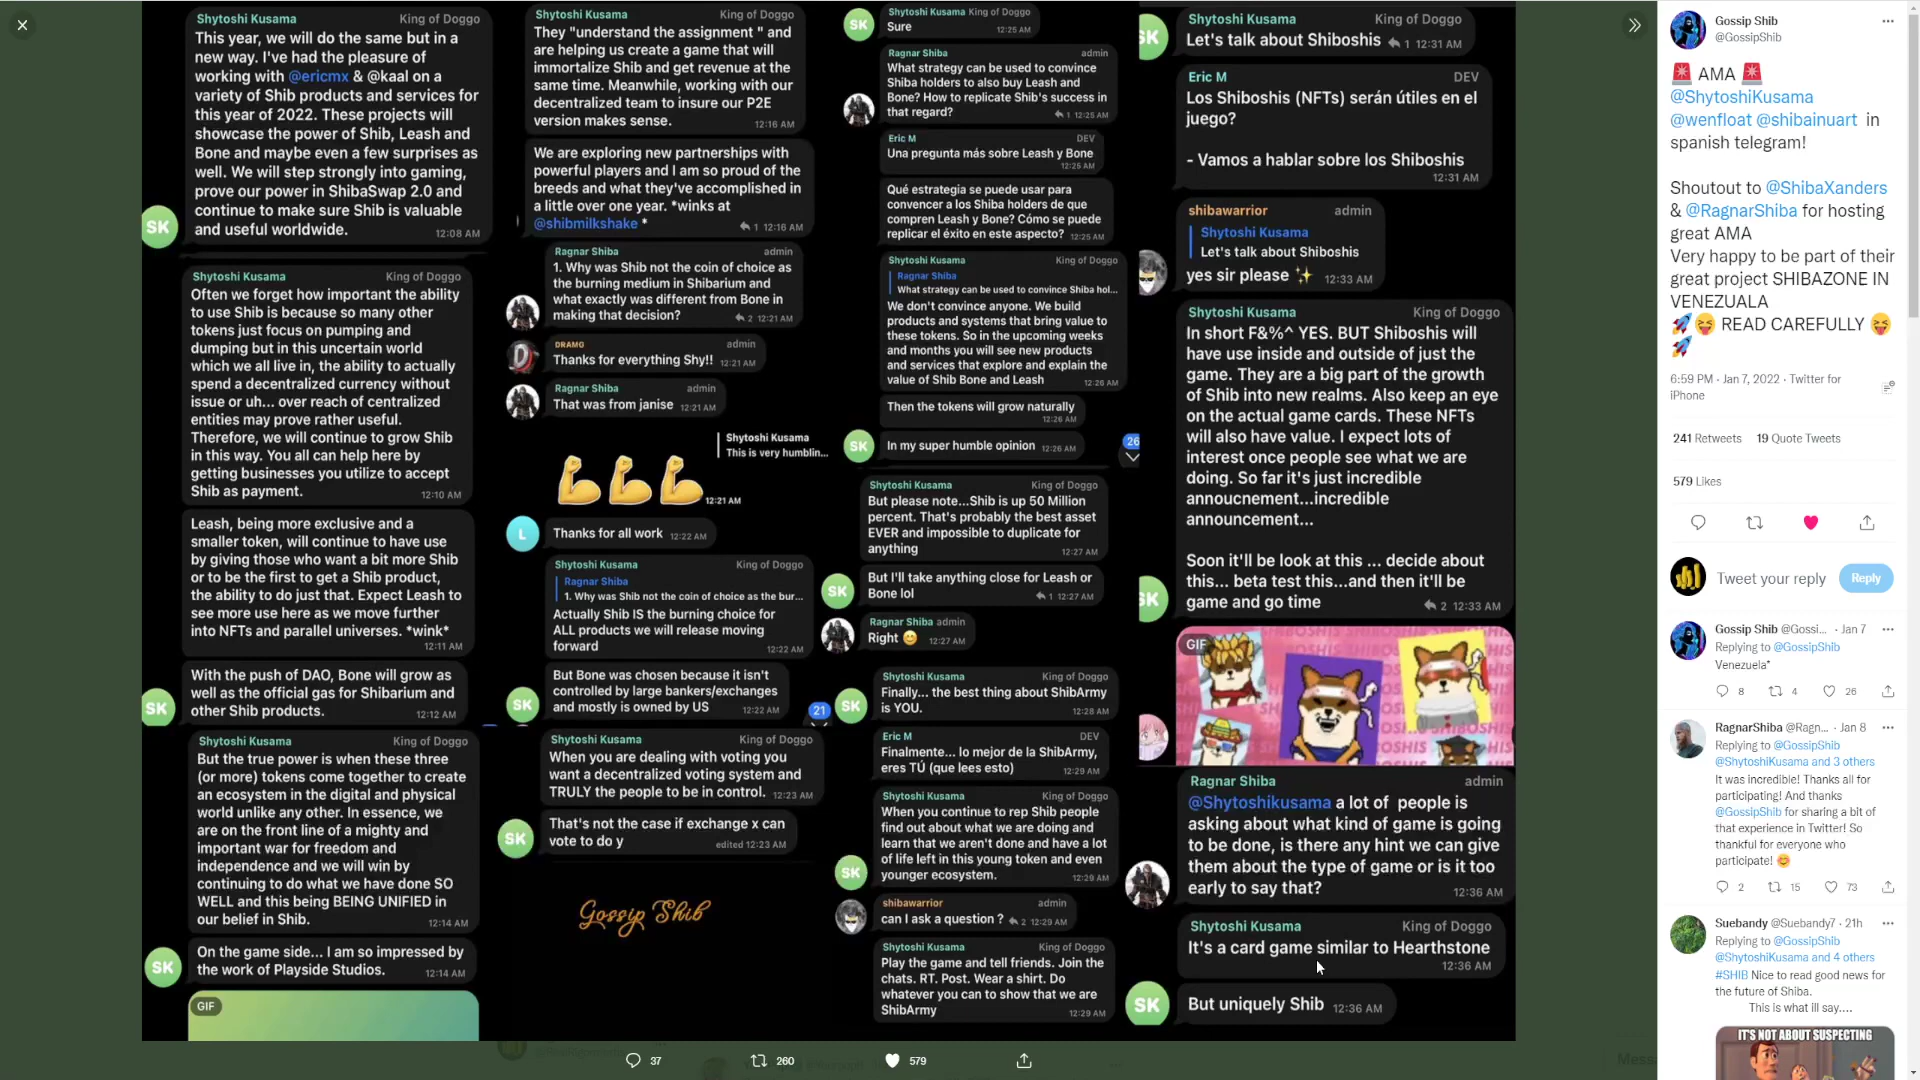 Shytoshi Kusama King of Doggo
This year, we will do the same but in a
new way. I've had the pleasure of
working with @ericmx & @kaal on a
variety of Shib products and services for
this year of 2022. These projects will
showcase the power of Shib, Leash and
Bone and maybe even a few surprises as
well. We will step strongly into gaming,
prove our power in ShibaSwap 2.0 and
continue to make sure Shib is valuable
and useful worldwide. 12:08 AM
SK
Shytoshi Kusama King of Doggo
Often we forget how important the ability
to use Shib is because so many other
tokens just focus on pumping and
dumping but in this uncertain world
which we all live in, the ability to actually
spend a decentralized currency without
issue or uh... over reach of centralized
entities may prove rather useful.
Therefore, we will continue to grow Shib
in this way. You all can help here by
getting businesses you utilize to accept
Shib as payment. 12:10 AM
Leash, being more exclusive and a
smaller token, will continue to have use
by giving those who want a bit more Shib
or to be the first to get a Shib product,
the ability to do just that. Expect Leash to
see more use here as we move further
into NFTs and parallel universes. *wink*
12:11 AM
With the push of DAO, Bone will grow as
well as the official gas for Shibarium and
other Shib products. 12:12 AM
SK
Shytoshi Kusama King of Doggo
But the true power is when these three
(or more) tokens come together to create
an ecosystem in the digital and physical
world unlike any other. In essence, we
are on the front line of a mighty and
important war for freedom and
independence and we will win by
continuing to do what we have done SO
WELL and this being BEING UNIFIED in
our belief in Shib. 12:14 AM
On the game side... I am so impressed by
the work of Playside Studios. 12:14 AM
SK
GIF
Shytoshi Kusama King of Doggo
They "understand the assignment " and
are helping us create a game that will
immortalize Shib and get revenue at the
same time. Meanwhile, working with our
decentralized team to insure our P2E
version makes sense. 12:16 AM
We are exploring new partnerships with
powerful players and I am so proud of the
breeds and what they've accomplished in
a little over one year. *winks at
@shibmilkshake * 1 12:16 AM
Ragnar Shiba admin
1. Why was Shib not the coin of choice as
the burning medium in Shibarium and
what exactly was different from Bone in
making that decision? 2 12:21 AM
DRAMO admin
Thanks for everything Shy!! 12:21 AM
Ragnar Shiba admin
That was from janise 12:21 AM
Shytoshi Kusama
This is very humblin...
💪💪💪 12:21 AM
L
Thanks for all work 12:22 AM
Shytoshi Kusama King of Doggo
Ragnar Shiba
1. Why was Shib not the coin of choice as the bur...
Actually Shib IS the burning choice for
ALL products we will release moving
forward 12:22 AM
But Bone was chosen because it isn't
controlled by large bankers/exchanges
and mostly is owned by US 12:22 AM
SK
21
Shytoshi Kusama King of Doggo
When you are dealing with voting you
want a decentralized voting system and
TRULY the people to be in control. 12:23 AM
That's not the case if exchange x can
vote to do y edited 12:23 AM
SK
Gossip Shib
SK
Shytoshi Kusama King of Doggo
Sure 12:25 AM
Ragnar Shiba admin
What strategy can be used to convince
Shiba holders to also buy Leash and
Bone? How to replicate Shib's success in
that regard? 1 12:25 AM
Eric M DEV
Una pregunta más sobre Leash y Bone
12:25 AM
Qué estrategia se puede usar para
convencer a los Shiba holders de que
compren Leash y Bone? Cómo se puede
replicar el éxito en este aspecto? 12:25 AM
Shytoshi Kusama King of Doggo
Ragnar Shiba
What strategy can be used to convince Shiba hol...
We don't convince anyone. We build
products and systems that bring value to
these tokens. So in the upcoming weeks
and months you will see new products
and services that explore and explain the
value of Shib Bone and Leash 12:26 AM
Then the tokens will grow naturally
12:26 AM
SK
In my super humble opinion 12:26 AM
26
Shytoshi Kusama King of Doggo
But please note...Shib is up 50 Million
percent. That's probably the best asset
EVER and impossible to duplicate for
anything 12:27 AM
SK
But I'll take anything close for Leash or
Bone lol 1 12:27 AM
Ragnar Shiba admin
Right 😊 12:27 AM
Shytoshi Kusama King of Doggo
Finally... the best thing about ShibArmy
is YOU. 12:28 AM
SK
Eric M DEV
Finalmente... lo mejor de la ShibArmy,
eres TÚ (que lees esto) 12:29 AM
Shytoshi Kusama King of Doggo
When you continue to rep Shib people
find out about what we are doing and
learn that we aren't done and have a lot
of life left in this young token and even
younger ecosystem. 12:29 AM
SK
shibawarrior admin
can I ask a question ? 2 12:29 AM
Shytoshi Kusama King of Doggo
Play the game and tell friends. Join the
chats. RT. Post. Wear a shirt. Do
whatever you can to show that we are
ShibArmy 12:29 AM
SK
Shytoshi Kusama King of Doggo
Let's talk about Shiboshis 1 12:31 AM
Eric M DEV
Los Shiboshis (NFTs) serán útiles en el
juego?
- Vamos a hablar sobre los Shiboshis
12:31 AM
shibawarrior admin
Shytoshi Kusama
Let's talk about Shiboshis
yes sir please ✨ 12:33 AM
Shytoshi Kusama King of Doggo
In short F&%^ YES. BUT Shiboshis will
have use inside and outside of just the
game. They are a big part of the growth
of Shib into new realms. Also keep an eye
on the actual game cards. These NFTs
will also have value. I expect lots of
interest once people see what we are
doing. So far it's just incredible
annoucnement...incredible
announcement...
Soon it'll be look at this ... decide about
this... beta test this...and then it'll be
game and go time 2 12:33 AM
SK
GIF
Ragnar Shiba admin
@Shytoshikusama a lot of people is
asking about what kind of game is going
to be done, is there any hint we can give
them about the type of game or is it too
early to say that? 12:36 AM
Shytoshi Kusama King of Doggo
It's a card game similar to Hearthstone
12:36 AM
SK
But uniquely Shib 12:36 AM
37 260 579
Gossip Shib
@GossipShib
🚨 AMA 🚨
@ShytoshiKusama
@wenfloat @shibainuart in
spanish telegram!
Shoutout to @ShibaXanders
& @RagnarShiba for hosting
great AMA
Very happy to be part of their
great project SHIBAZONE IN
VENEZUALA
🚀😝 READ CAREFULLY 😝
🚀
6:59 PM · Jan 7, 2022 · Twitter for
iPhone
241 Retweets 19 Quote Tweets
579 Likes
Tweet your reply Reply
Gossip Shib @Gossi... · Jan 7
Replying to @GossipShib
Venezuela*
8 4 26
RagnarShiba @Ragn... · Jan 8
Replying to @GossipShib
@ShytoshiKusama and 3 others
It was incredible! Thanks all for
participating! And thanks
@GossipShib for sharing a bit of
that experience in Twitter! So
thankful for everyone who
participate! 😊
2 15 73
Suebandy @Suebandy7 · 21h
Replying to @GossipShib
@ShytoshiKusama and 4 others
#SHIB Nice to read good news for
the future of Shiba.
This is what ill say....
IT'S NOT ABOUT SUSPECTING